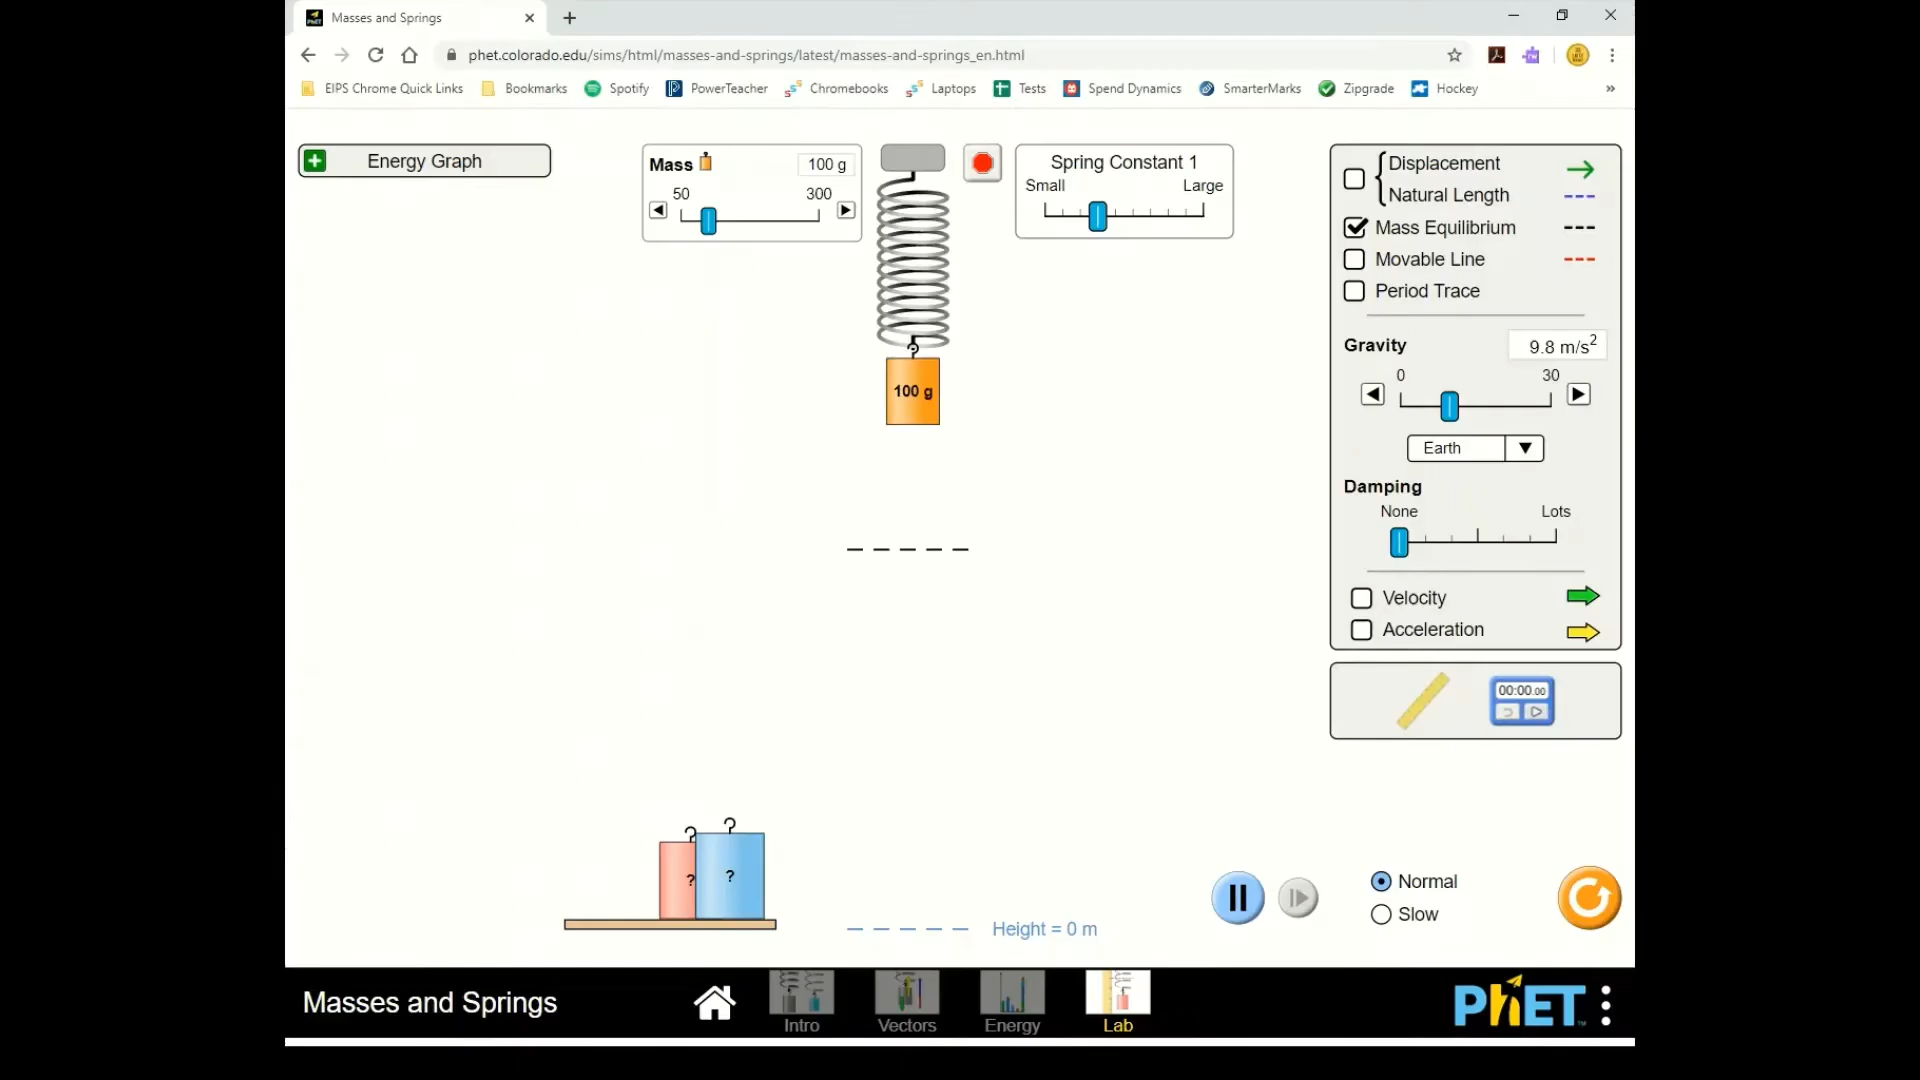 Masses and Springs
phet.colorado.edu/sims/html/masses-and-springs/latest/masses-and-springs_en.html
EIPS Chrome Quick Links Bookmarks Spotify PowerTeacher Chromebooks Laptops Tests Spend Dynamics SmarterMarks Zipgrade Hockey »
Energy Graph
Mass 100 g
50 300
Spring Constant 1
Small Large
100 g
Displacement
Natural Length
Mass Equilibrium
Movable Line
Period Trace
Gravity 9.8 m/s²
0 30
Earth
Damping
None Lots
Velocity
Acceleration
00:00.00
? ?
Height = 0 m
Normal
Slow
Masses and Springs
Intro
Vectors
Energy
Lab
PhET